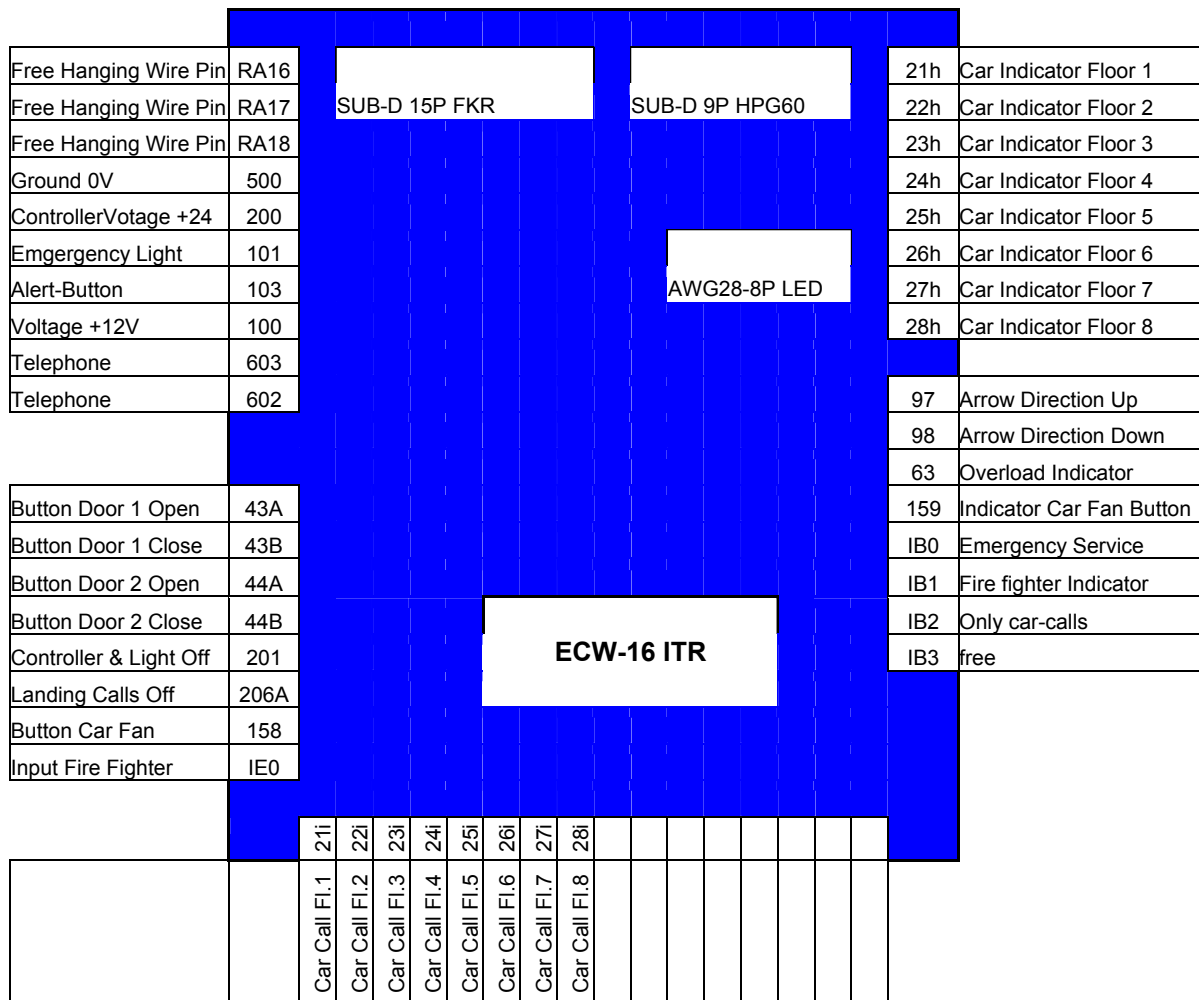 Free Hanging Wire Pin RA16
Free Hanging Wire Pin RA17
Free Hanging Wire Pin RA18
Ground 0V 500
ControllerVotage +24 200
Emgergency Light 101
Alert-Button 103
Voltage +12V 100
Telephone 603
Telephone 602
Button Door 1 Open 43A
Button Door 1 Close 43B
Button Door 2 Open 44A
Button Door 2 Close 44B
Controller & Light Off 201
Landing Calls Off 206A
Button Car Fan 158
Input Fire Fighter IE0
SUB-D 15P FKR
SUB-D 9P HPG60
AWG28-8P LED
ECW-16 ITR
21h Car Indicator Floor 1
22h Car Indicator Floor 2
23h Car Indicator Floor 3
24h Car Indicator Floor 4
25h Car Indicator Floor 5
26h Car Indicator Floor 6
27h Car Indicator Floor 7
28h Car Indicator Floor 8
97 Arrow Direction Up
98 Arrow Direction Down
63 Overload Indicator
159 Indicator Car Fan Button
IB0 Emergency Service
IB1 Fire fighter Indicator
IB2 Only car-calls
IB3 free
Car Call Fl.1 21i
Car Call Fl.2 22i
Car Call Fl.3 23i
Car Call Fl.4 24i
Car Call Fl.5 25i
Car Call Fl.6 26i
Car Call Fl.7 27i
Car Call Fl.8 28i